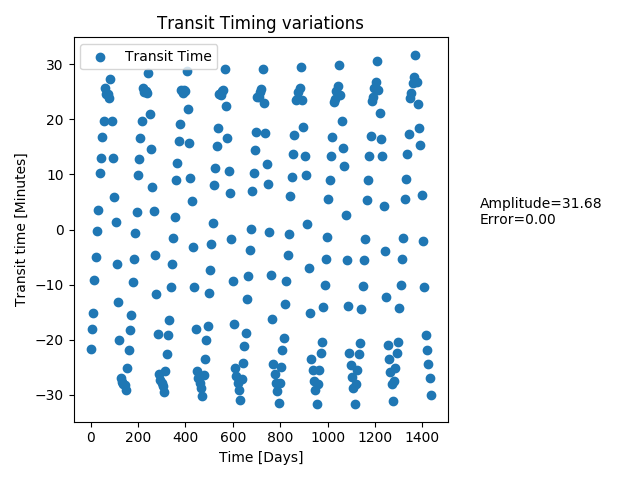 Transit Timing variations
Transit Time
Transit time [Minutes]
30
20
10
0
−10
−20
−30
0
200
400
600
800
1000
1200
1400
Time [Days]
Amplitude=31.68
Error=0.00